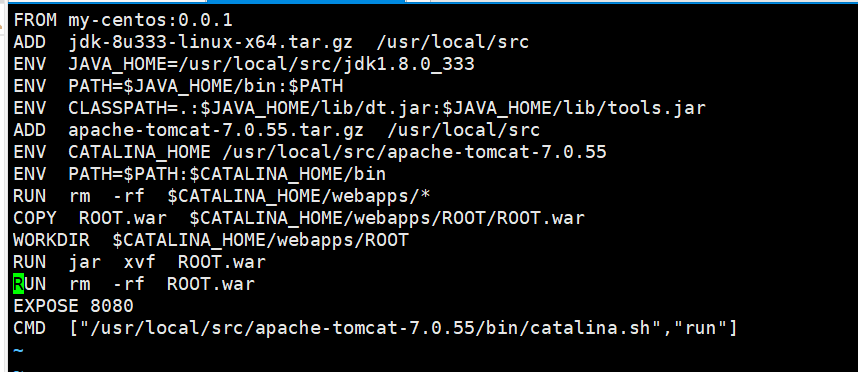 FROM my-centos:0.0.1
ADD  jdk-8u333-linux-x64.tar.gz  /usr/local/src
ENV  JAVA_HOME=/usr/local/src/jdk1.8.0_333
ENV  PATH=$JAVA_HOME/bin:$PATH
ENV  CLASSPATH=.:$JAVA_HOME/lib/dt.jar:$JAVA_HOME/lib/tools.jar
ADD  apache-tomcat-7.0.55.tar.gz  /usr/local/src
ENV  CATALINA_HOME /usr/local/src/apache-tomcat-7.0.55
ENV  PATH=$PATH:$CATALINA_HOME/bin
RUN  rm  -rf  $CATALINA_HOME/webapps/*
COPY  ROOT.war  $CATALINA_HOME/webapps/ROOT/ROOT.war
WORKDIR  $CATALINA_HOME/webapps/ROOT
RUN  jar  xvf  ROOT.war
RUN  rm  -rf  ROOT.war
EXPOSE 8080
CMD  ["/usr/local/src/apache-tomcat-7.0.55/bin/catalina.sh","run"]
~